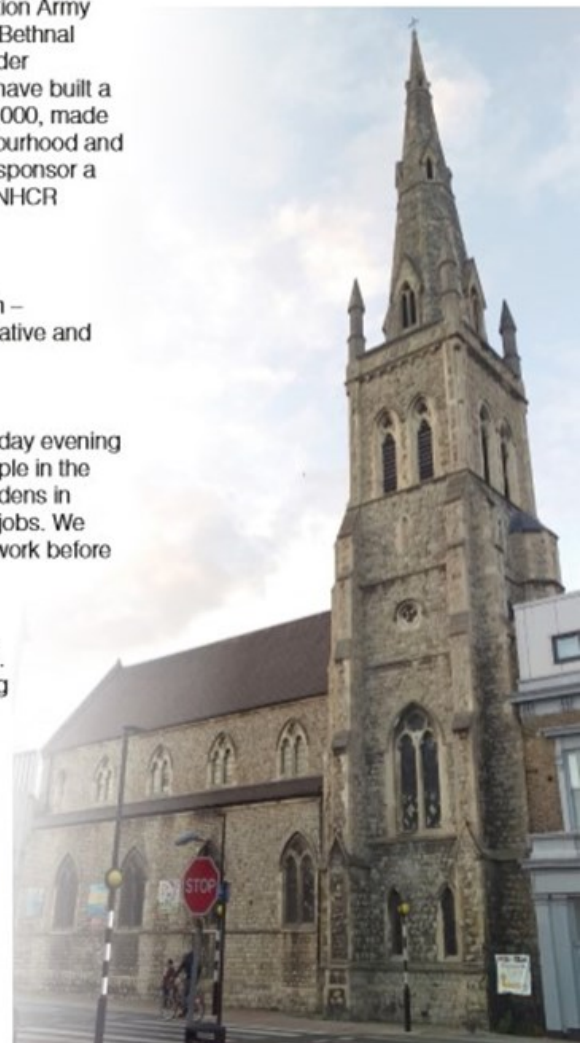 ion Army
Bethnal
der
have built a
000, made
ourhood and
sponsor a
NHCR
n –
ative and
day evening
ple in the
dens in
jobs. We
work before
.
g
STOP